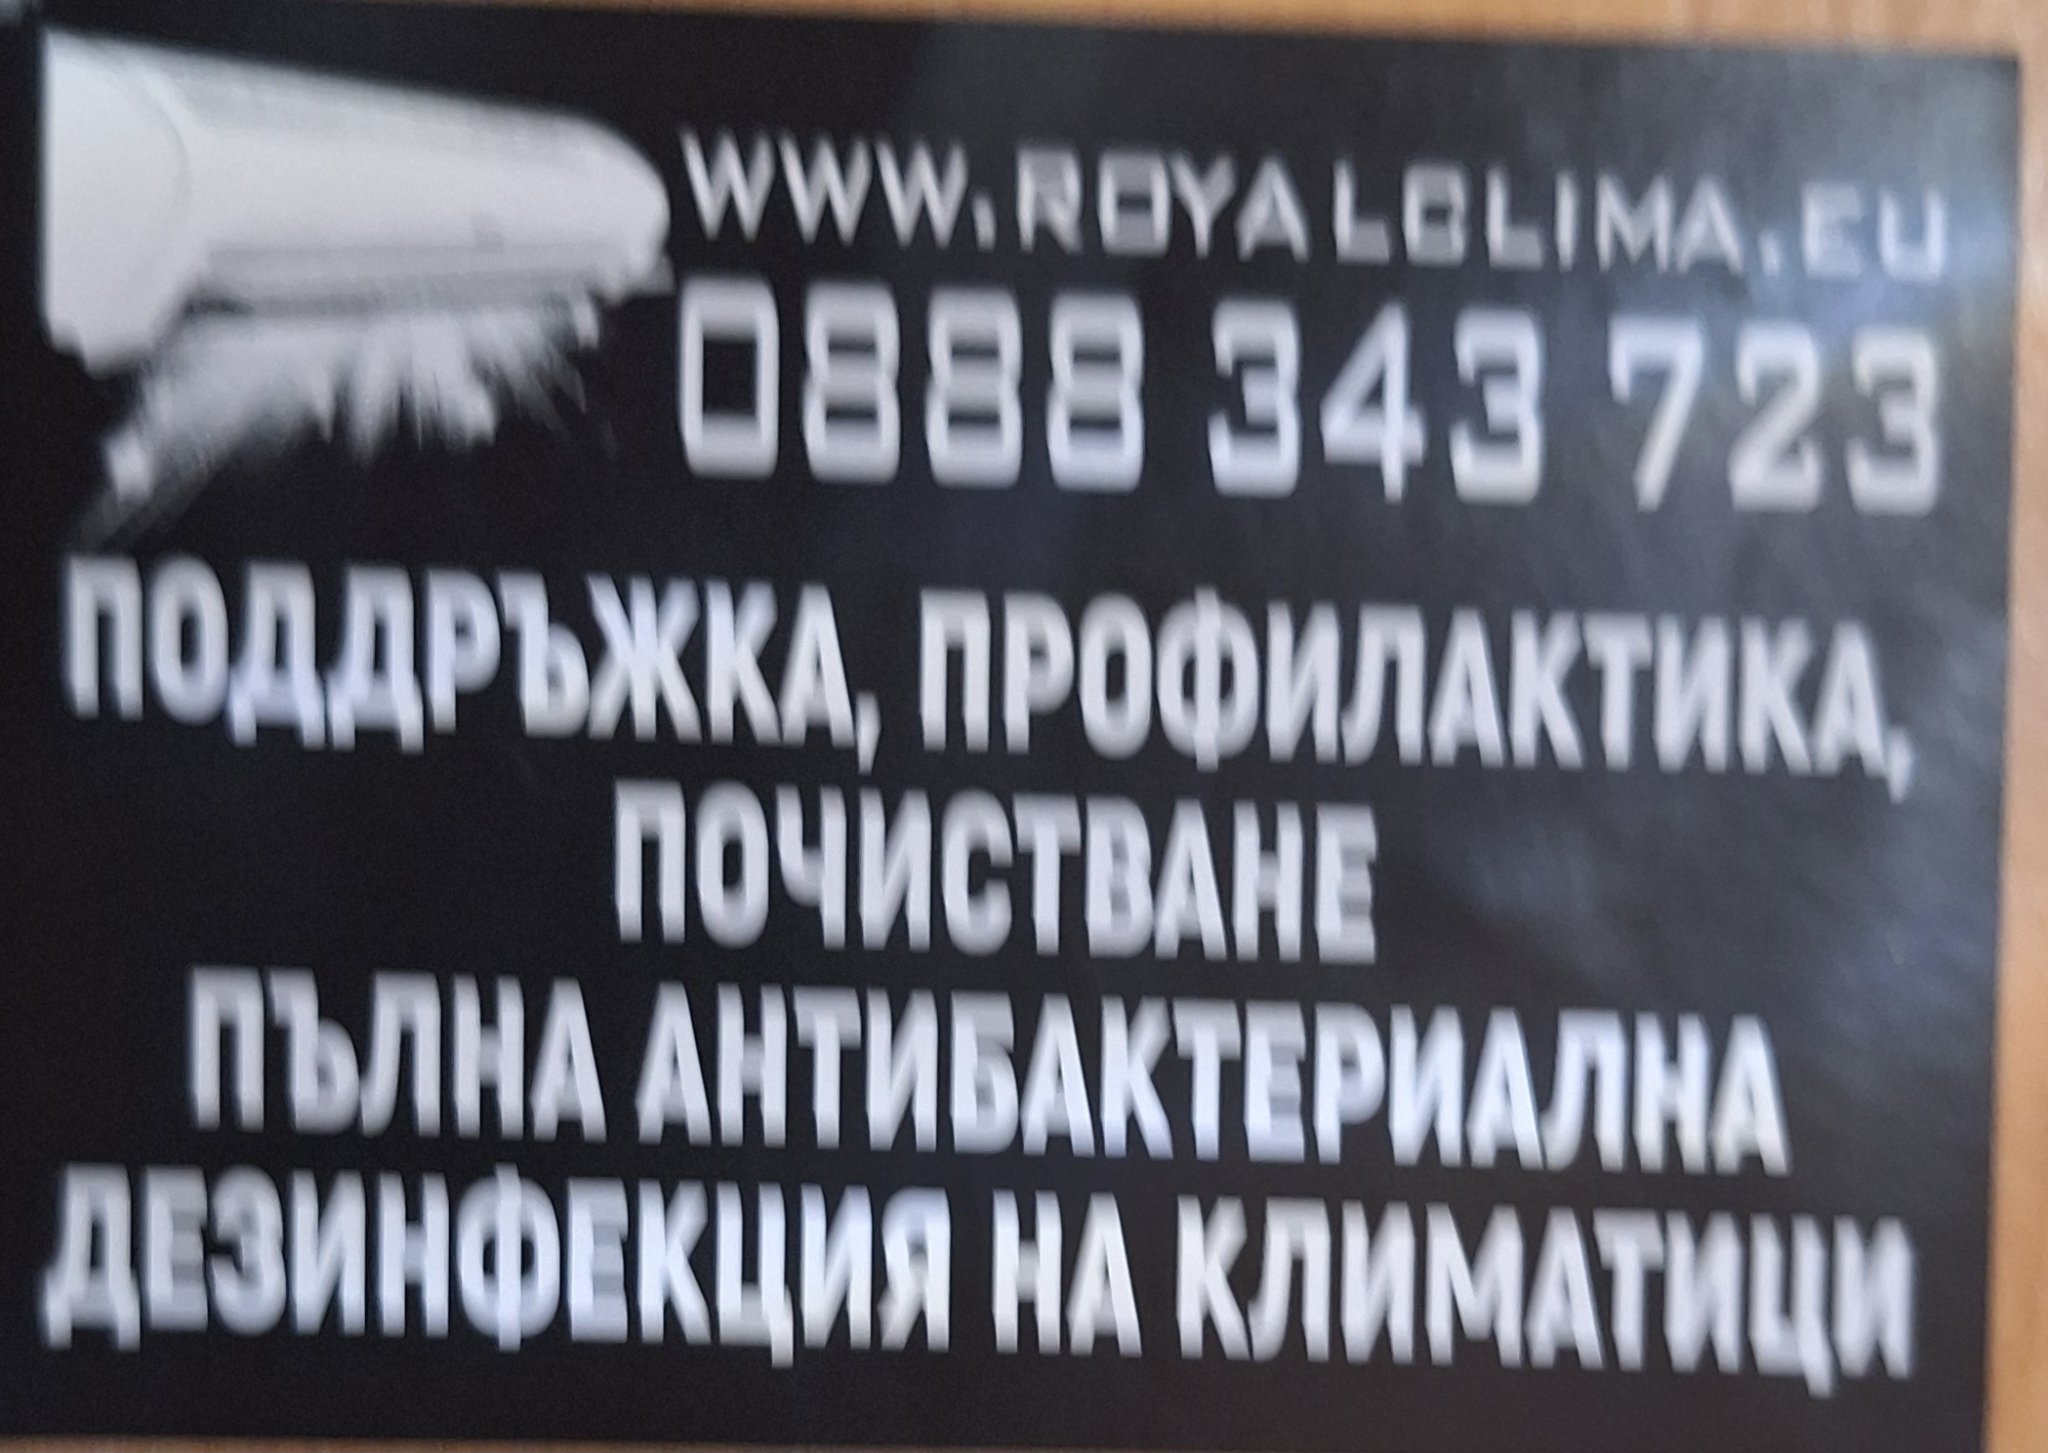 WWW.ROYALCLIMA.EU
0888 343 723
ПОДДРЪЖКА, ПРОФИЛАКТИКА,
ПОЧИСТВАНЕ
ПЪЛНА АНТИБАКТЕРИАЛНА
ДЕЗИНФЕКЦИЯ НА КЛИМАТИЦИ